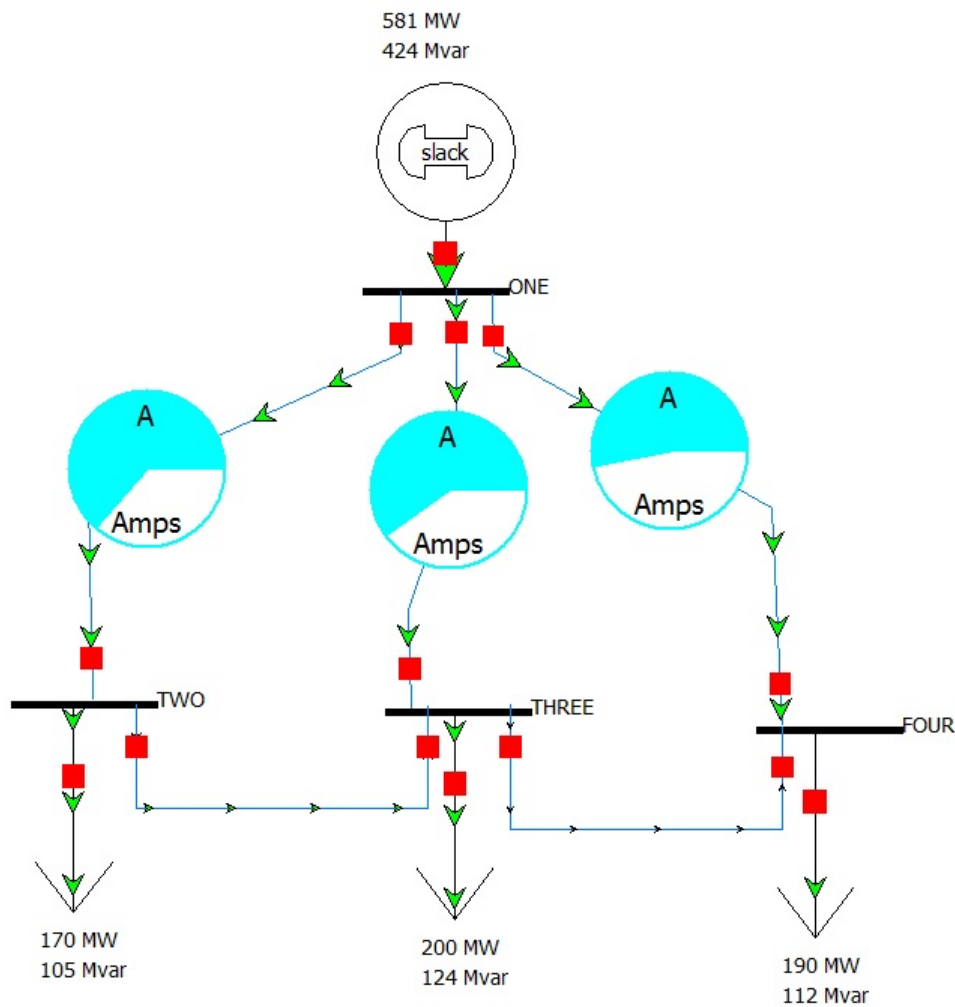 581 MW
424 Mvar
slack
ONE
A
A
A
Amps
Amps
Amps
TWO
THREE
FOUR
170 MW
105 Mvar
200 MW
124 Mvar
190 MW
112 Mvar